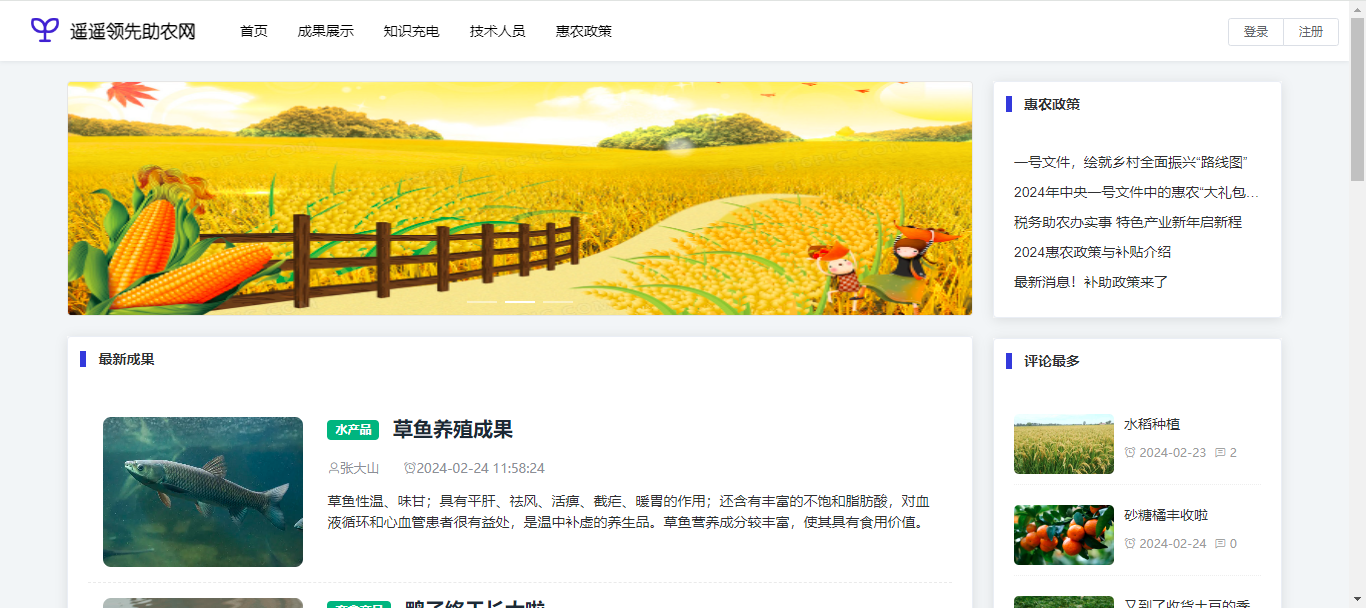 遥遥领先助农网
首页
成果展示
知识充电
技术人员
惠农政策
登录
注册
惠农政策
一号文件，绘就乡村全面振兴“路线图”
2024年中央一号文件中的惠农“大礼包…
税务助农办实事 特色产业新年启新程
2024惠农政策与补贴介绍
最新消息！补助政策来了
最新成果
水产品
草鱼养殖成果
张大山
2024-02-24 11:58:24
草鱼性温、味甘；具有平肝、祛风、活痹、截疟、暖胃的作用；还含有丰富的不饱和脂肪酸，对血
液循环和心血管患者很有益处，是温中补虚的养生品。草鱼营养成分较丰富，使其具有食用价值。
鸭子终于长大啦
评论最多
水稻种植
2024-02-23 2
砂糖橘丰收啦
2024-02-24 0
又到了收货土豆的季